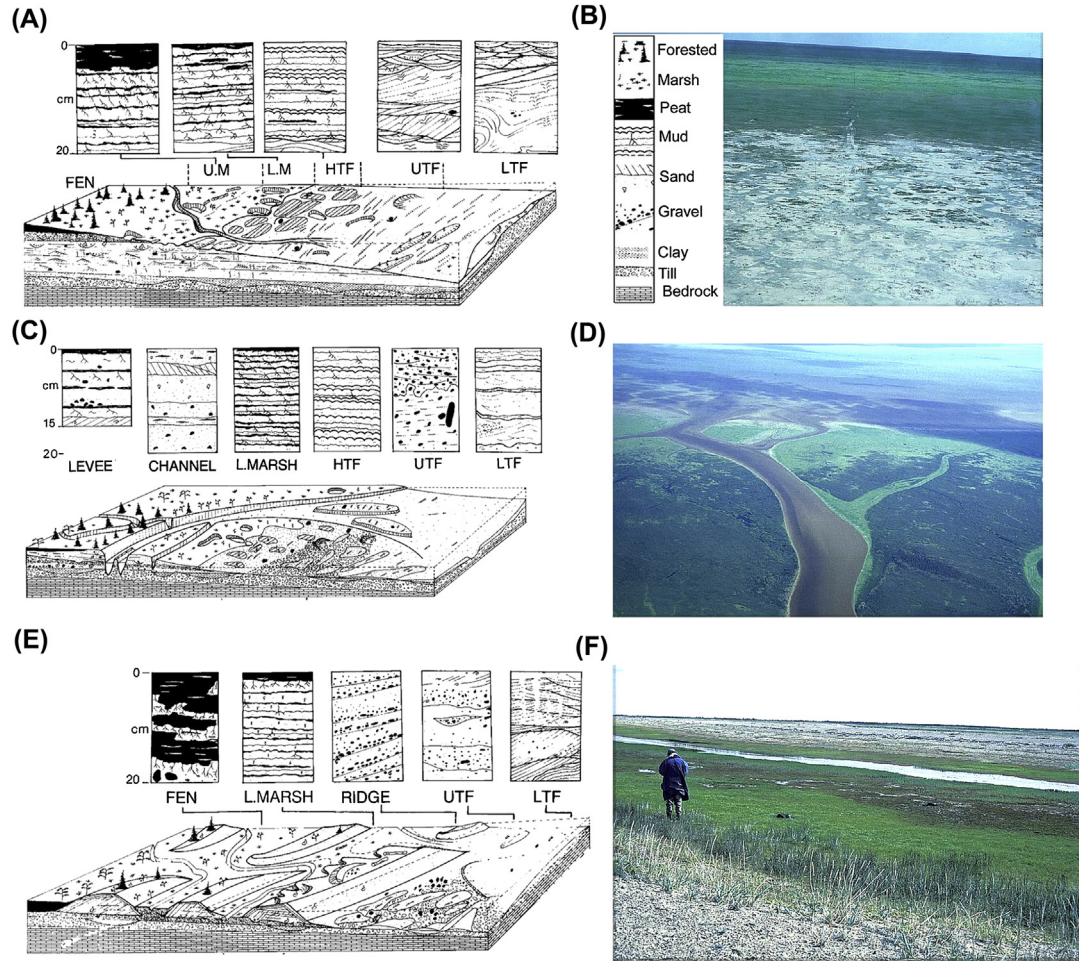 (A)
0
cm
20
FEN
U.M
L.M
HTF
UTF
LTF
(B)
Forested
Marsh
Peat
Mud
Sand
Gravel
Clay
Till
Bedrock
(C)
0
cm
15
20
LEVEE
CHANNEL
L.MARSH
HTF
UTF
LTF
(D)
(E)
0
cm
20
FEN
L.MARSH
RIDGE
UTF
LTF
(F)